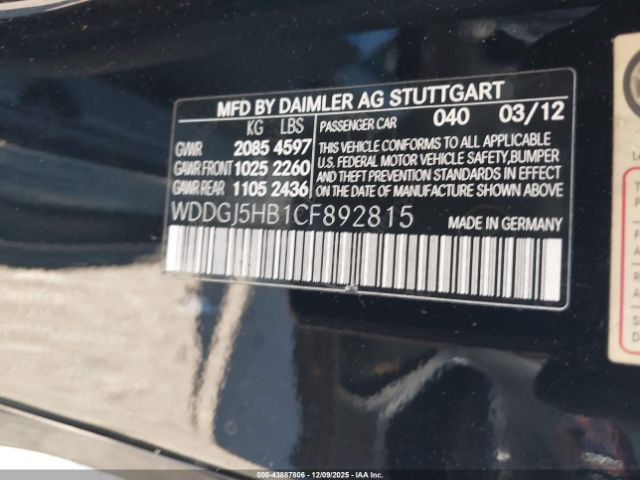 MFD BY DAIMLER AG STUTTGART
KG LBS
GVWR 2085 4597
GAWR FRONT 1025 2260
GAWR REAR 1105 2436
PASSENGER CAR 040 03/12
THIS VEHICLE CONFORMS TO ALL APPLICABLE
U.S. FEDERAL MOTOR VEHICLE SAFETY,BUMPER
AND THEFT PREVENTION STANDARDS IN EFFECT
ON THE DATE OF MANUFACTURE SHOWN ABOVE.
WDDGJ5HB1CF892815
MADE IN GERMANY
000-43887806 - 12/09/2025 - IAAI.COM